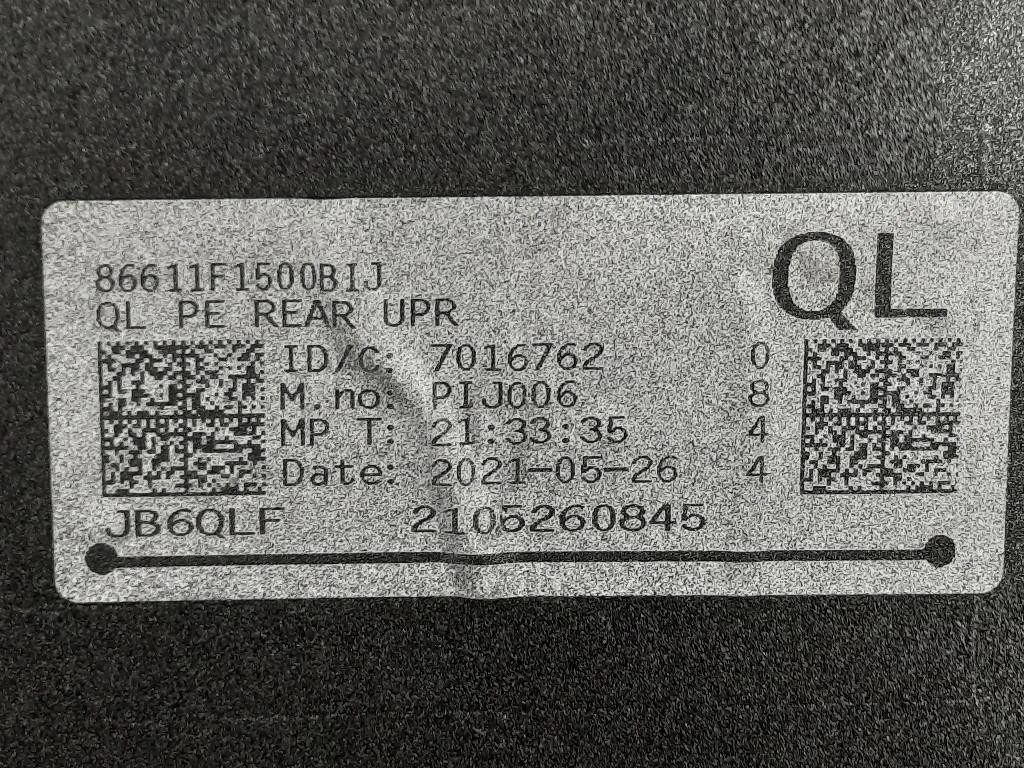 QL
86611F1500BIJ
QL PE REAR UPR
ID/C: 7016762 0
M.no: PIJ006 8
MP T: 21:33:35 4
Date: 2021-05-26 4
JB6QLF 2105260845